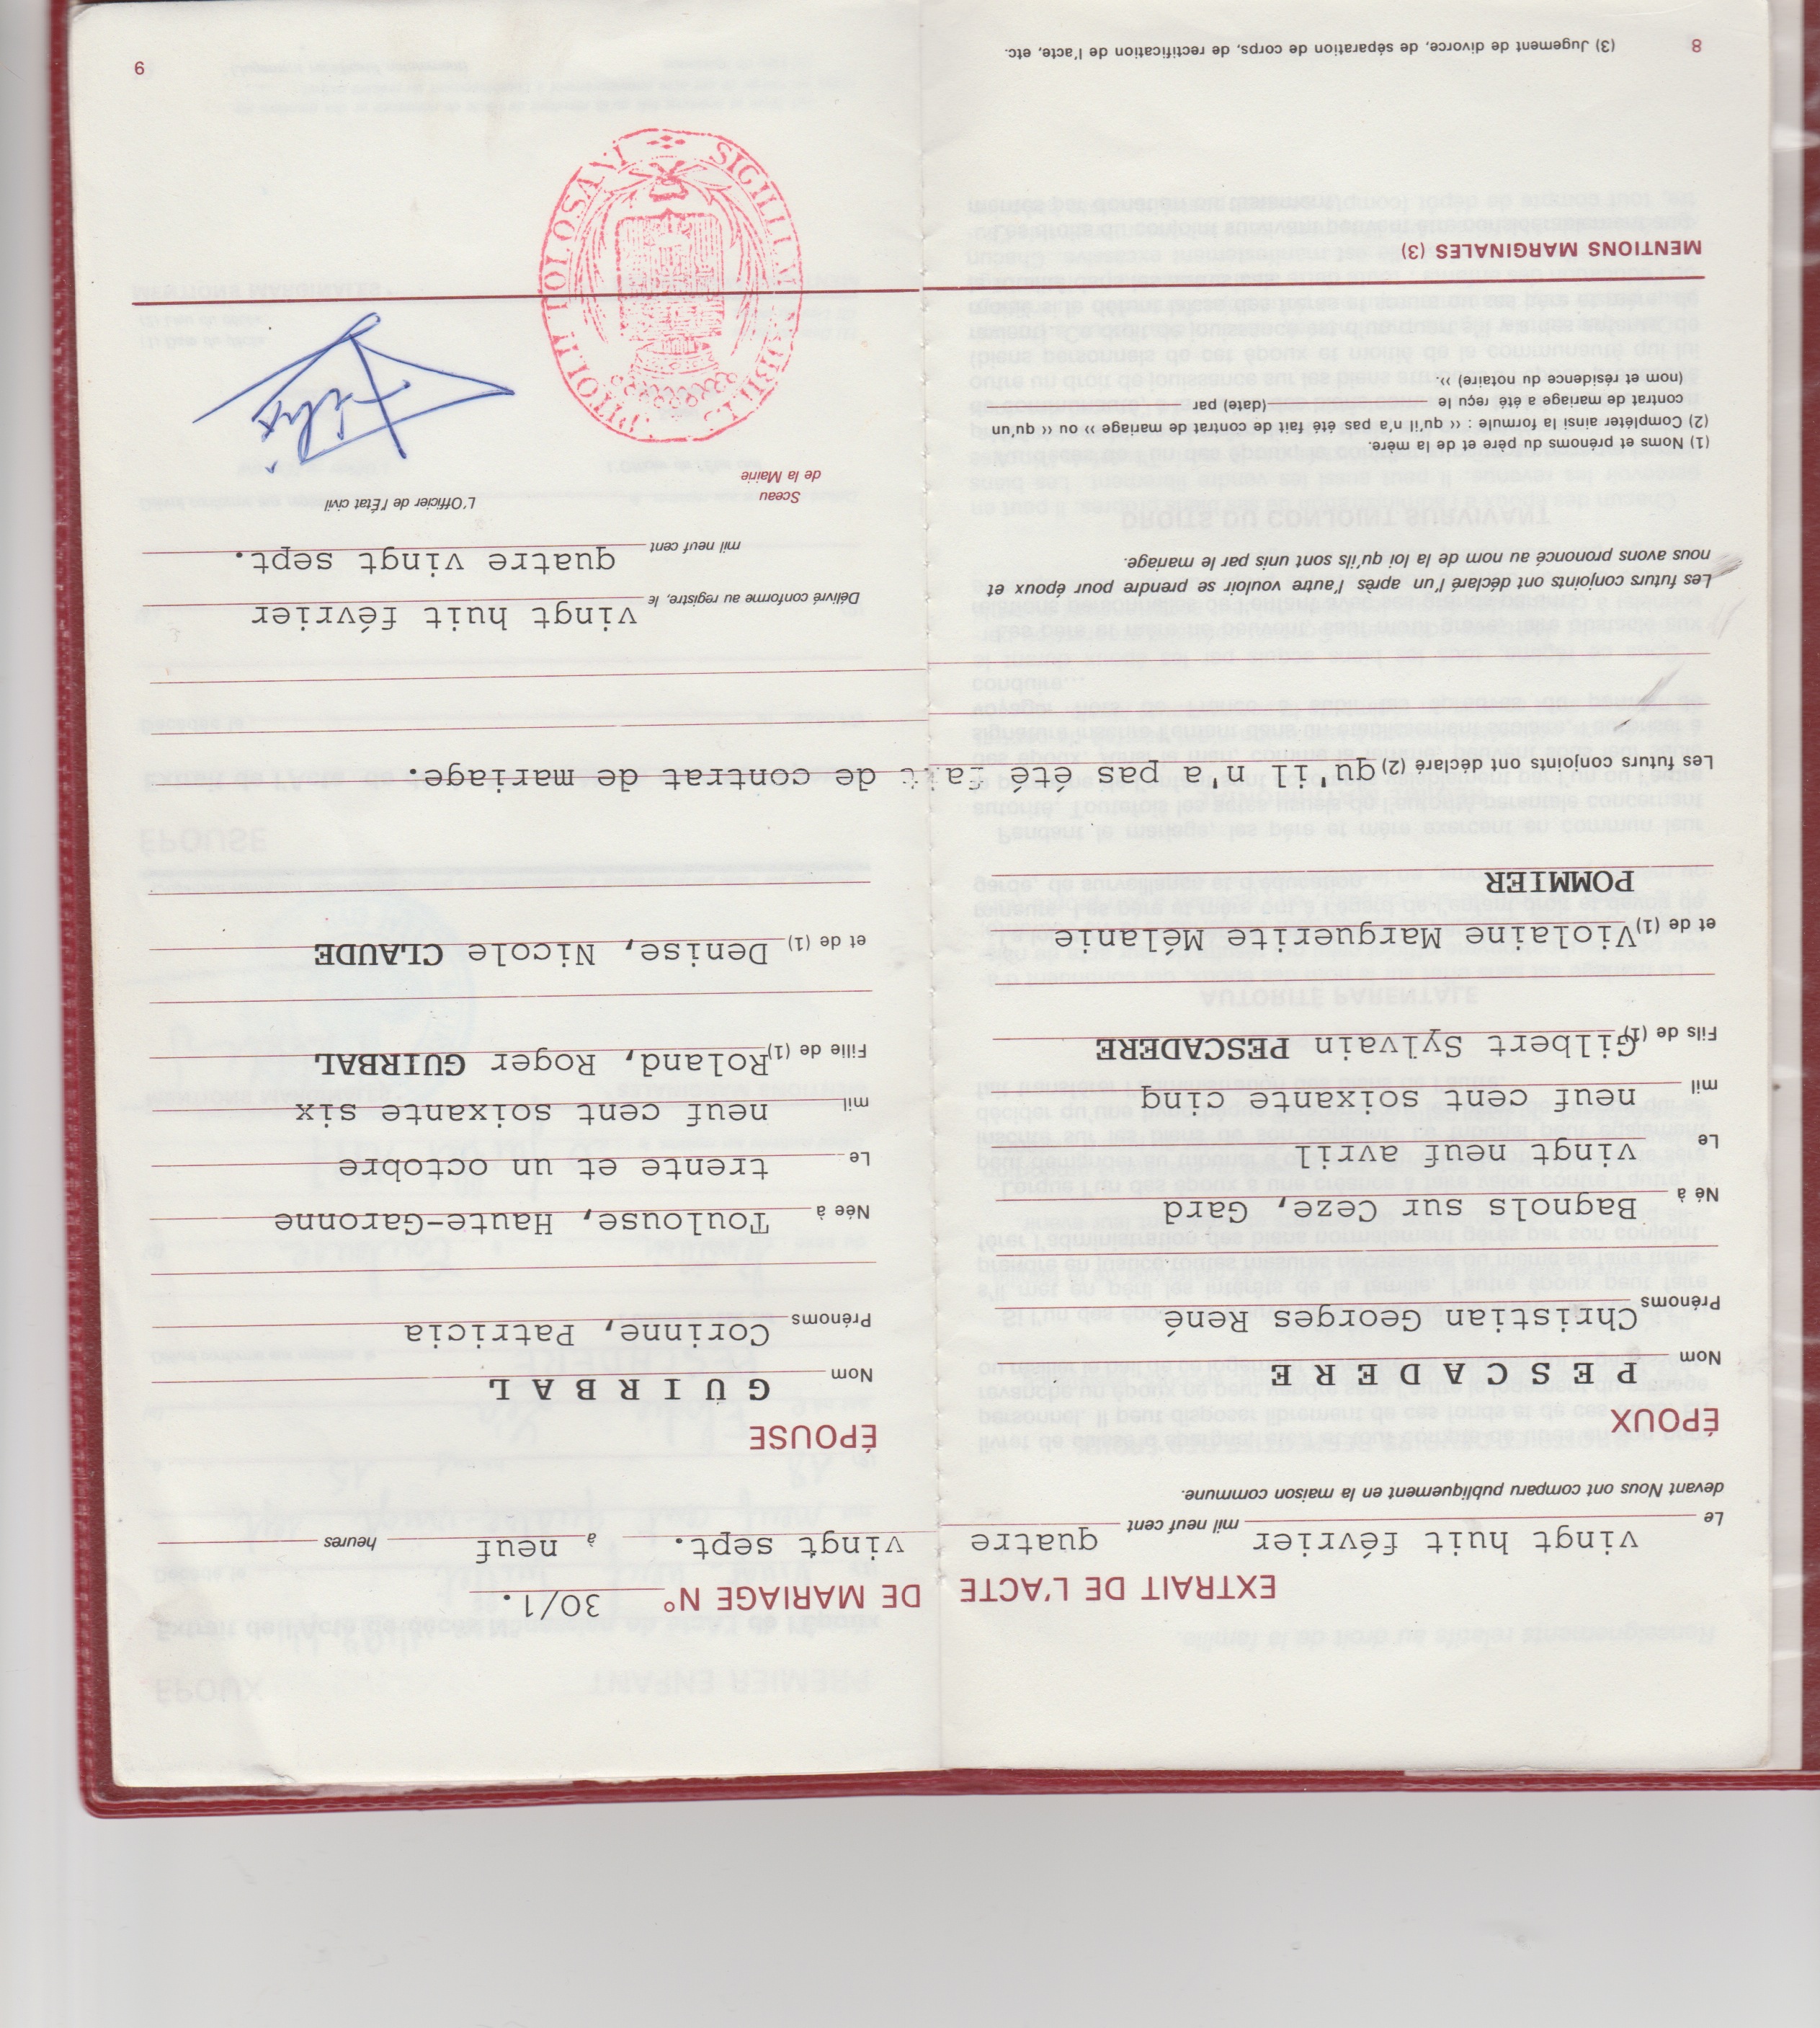 EXTRAIT DE L'ACTE DE MARIAGE N° 30/1.
Le vingt huit février mil neuf cent quatre vingt sept. à neuf heures
devant Nous ont comparu publiquement en la maison commune.
ÉPOUX
Nom PESCADERE
Prénoms Christian Georges René
Né à Bagnols sur Ceze, Gard
Le vingt neuf avril
mil neuf cent soixante cinq
Fils de (1) Gilbert Sylvain PESCADERE
et de (1) Violaine Marguerite Mélanie
POMMIER
ÉPOUSE
Nom GUIRBAL
Prénoms Corinne, Patricia
Née à Toulouse, Haute-Garonne
Le trente et un octobre
mil neuf cent soixante six
Fille de (1) Roland, Roger GUIRBAL
et de (1) Denise, Nicole CLAUDE
Les futurs conjoints ont déclaré (2) qu'il n'a pas été fait de contrat de mariage.
Les futurs conjoints ont déclaré l'un après l'autre vouloir se prendre pour époux et
nous avons prononcé au nom de la loi qu'ils sont unis par le mariage.
(1) Noms et prénoms du père et de la mère.
(2) Compléter ainsi la formule : « qu'il n'a pas été fait de contrat de mariage » ou « qu'un
contrat de mariage a été reçu le (date) par
(nom et résidence du notaire) ».
MENTIONS MARGINALES (3)
(3) Jugement de divorce, de séparation de corps, de rectification de l'acte, etc.
8
Délivré conforme au registre, le vingt huit février
mil neuf cent quatre vingt sept.
Sceau
de la Mairie
L'Officier de l'État civil
9